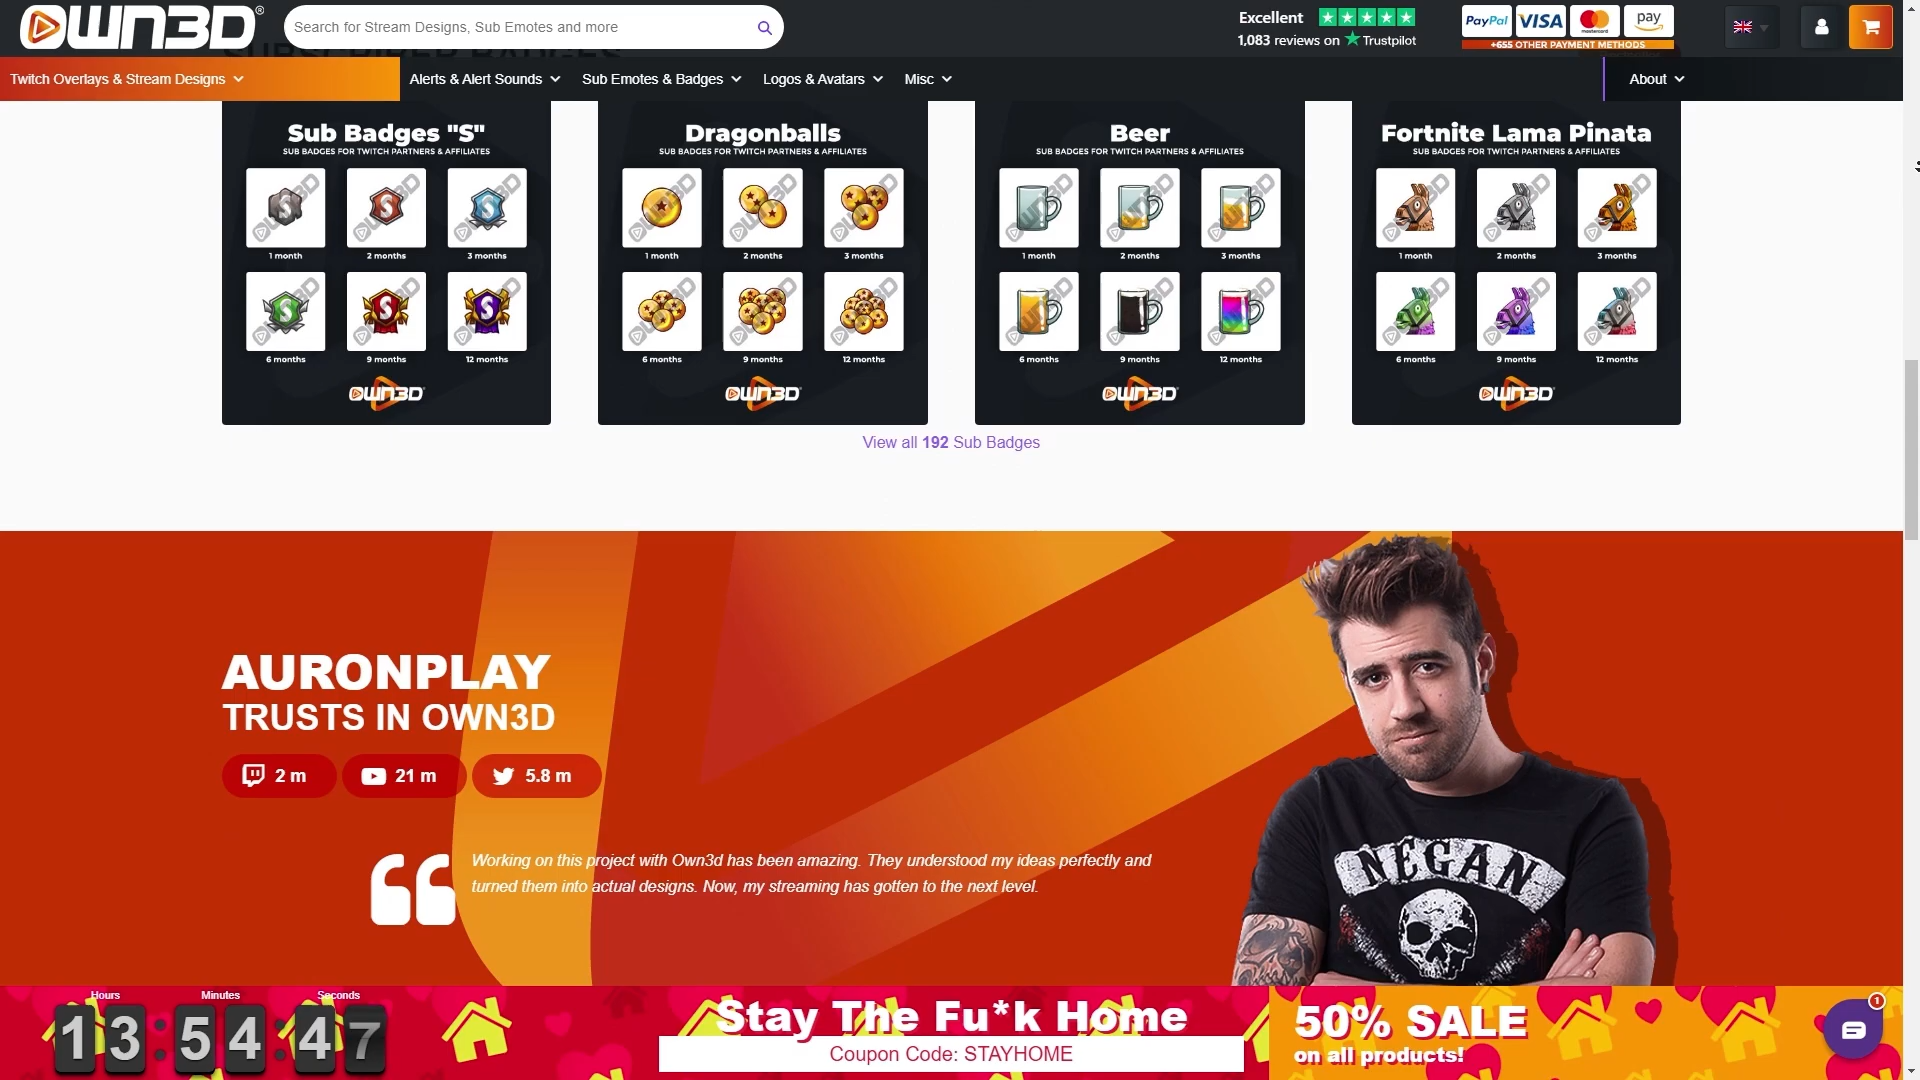 OWN3D®
Search for Stream Designs, Sub Emotes and more
Excellent
1,083 reviews on Trustpilot
PayPal VISA mastercard amazon pay
+655 OTHER PAYMENT METHODS
SUBSCRIBER BADGES
Twitch Overlays & Stream Designs
Alerts & Alert Sounds
Sub Emotes & Badges
Logos & Avatars
Misc
About
Sub Badges "S"
SUB BADGES FOR TWITCH PARTNERS & AFFILIATES
1 month 2 months 3 months
6 months 9 months 12 months
OWN3D
Dragonballs
SUB BADGES FOR TWITCH PARTNERS & AFFILIATES
1 month 2 months 3 months
6 months 9 months 12 months
OWN3D
Beer
SUB BADGES FOR TWITCH PARTNERS & AFFILIATES
1 month 2 months 3 months
6 months 9 months 12 months
OWN3D
Fortnite Lama Pinata
SUB BADGES FOR TWITCH PARTNERS & AFFILIATES
1 month 2 months 3 months
6 months 9 months 12 months
OWN3D
View all 192 Sub Badges
AURONPLAY
TRUSTS IN OWN3D
2 m 21 m 5.8 m
Working on this project with Own3d has been amazing. They understood my ideas perfectly and
turned them into actual designs. Now, my streaming has gotten to the next level.
NEGAN
Hours Minutes Seconds
13:54:47
Stay The Fu*k Home
Coupon Code: STAYHOME
50% SALE
on all products!
1